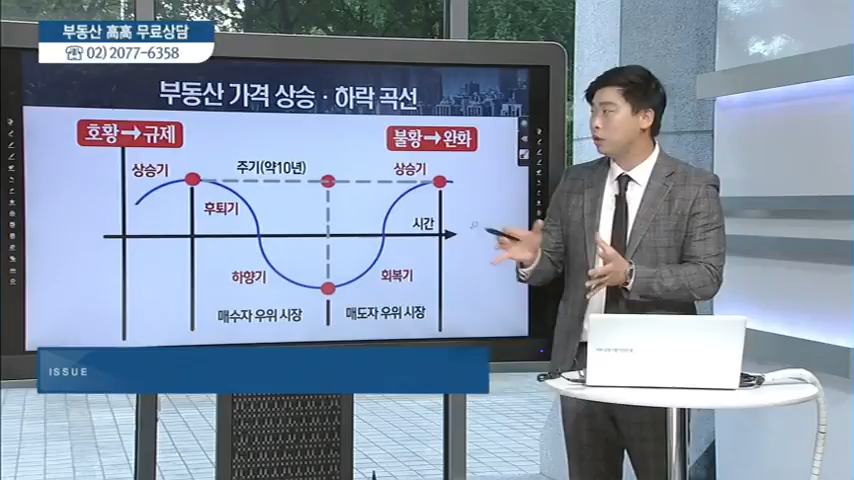 부동산 高高 무료상담
☎02) 2077-6358
부동산 가격 상승 · 하락 곡선
호황→규제
불황→완화
상승기
주기(약10년)
상승기
후퇴기
시간
하향기
회복기
매수자 우위 시장
매도자 우위 시장
ISSUE